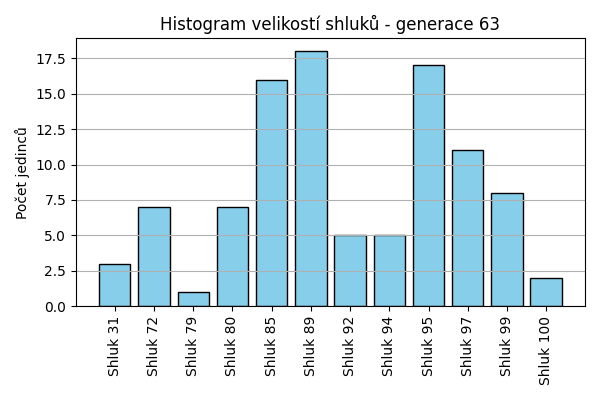 Histogram velikostí shluků - generace 63
Počet jedinců
17.5
15.0
12.5
10.0
7.5
5.0
2.5
0.0
Shluk 31
Shluk 72
Shluk 79
Shluk 80
Shluk 85
Shluk 89
Shluk 92
Shluk 94
Shluk 95
Shluk 97
Shluk 99
Shluk 100